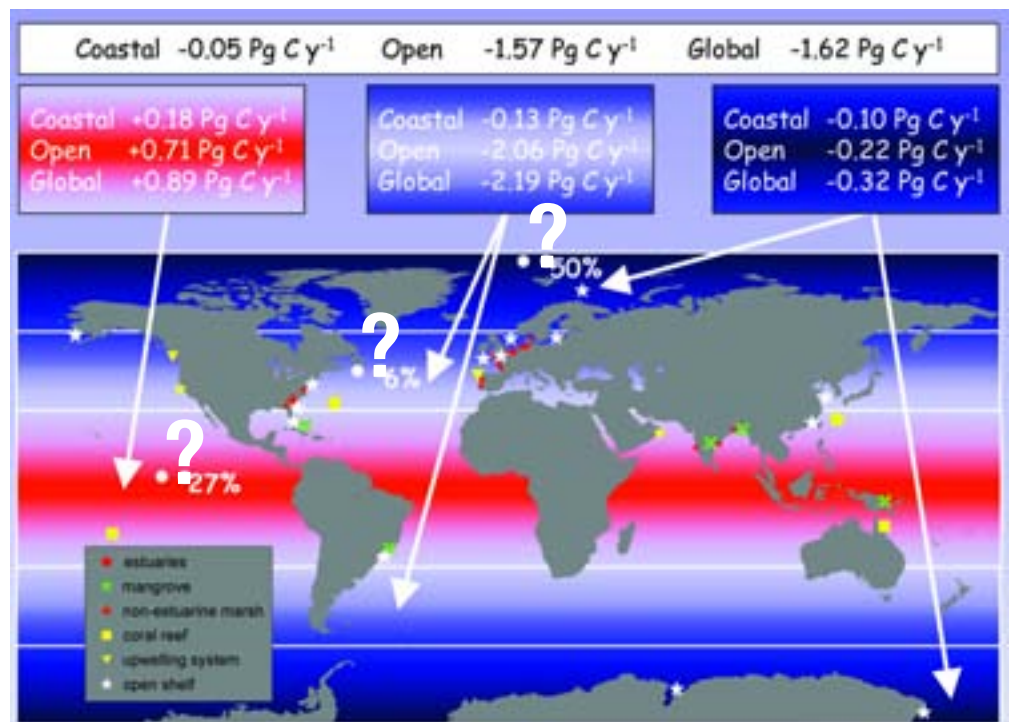 Coastal -0.05 Pg C y-1 Open -1.57 Pg C y-1 Global -1.62 Pg C y-1
Coastal +0.18 Pg C y-1
Open +0.71 Pg C y-1
Global +0.89 Pg C y-1
Coastal -0.13 Pg C y-1
Open -2.06 Pg C y-1
Global -2.19 Pg C y-1
Coastal -0.10 Pg C y-1
Open -0.22 Pg C y-1
Global -0.32 Pg C y-1
?
50%
?
6%
?
27%
estuaries
mangrove
non-estuarine marsh
coral reef
upwelling system
open shelf